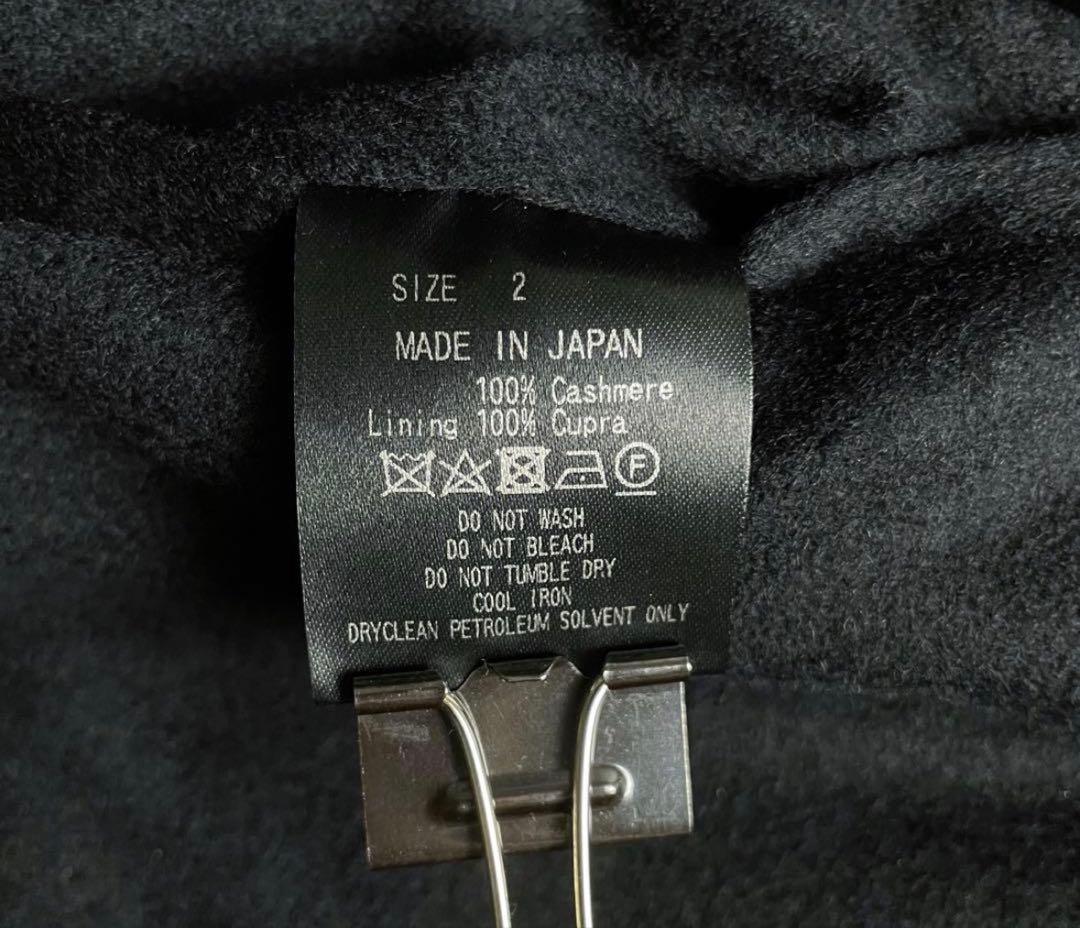 SIZE 2
MADE IN JAPAN
100% Cashmere
Lining 100% Cupra
F
DO NOT WASH
DO NOT BLEACH
DO NOT TUMBLE DRY
COOL IRON
DRYCLEAN PETROLEUM SOLVENT ONLY